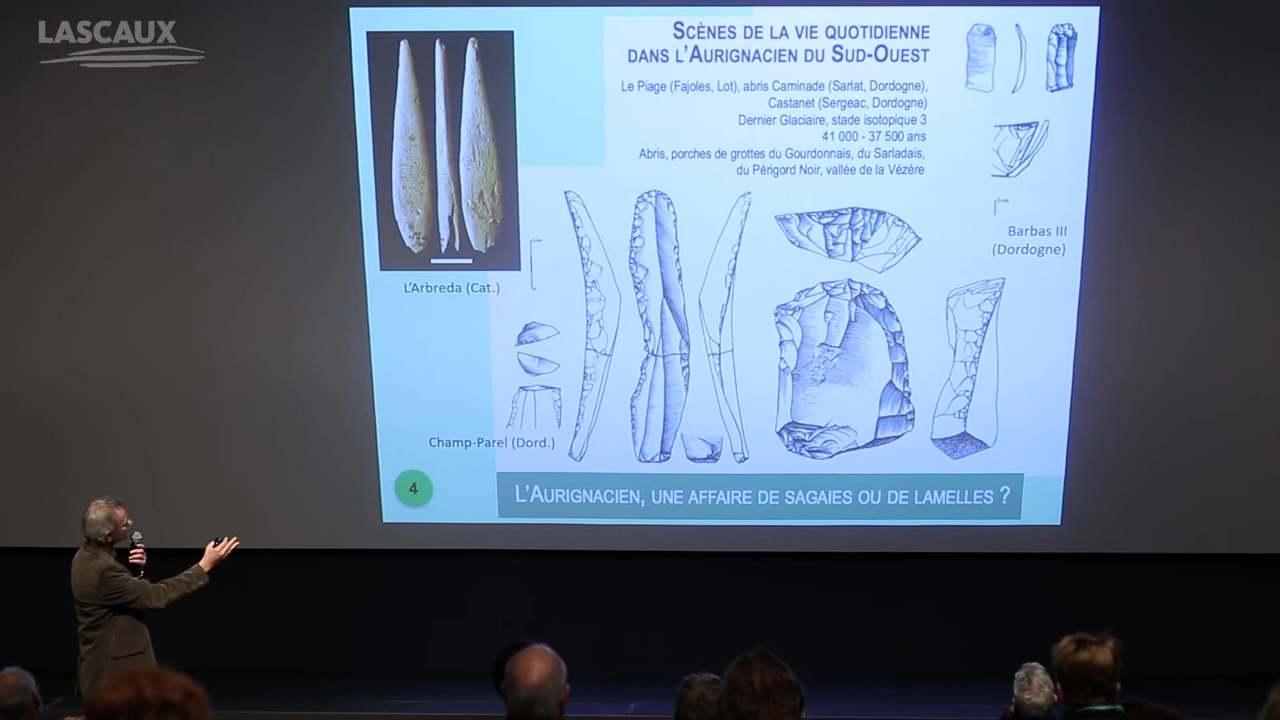 LASCAUX
SCÈNES DE LA VIE QUOTIDIENNE
DANS L'AURIGNACIEN DU SUD-OUEST
Le Piage (Fajoles, Lot), abris Caminade (Sarlat, Dordogne),
Castanet (Sergeac, Dordogne)
Dernier Glaciaire, stade isotopique 3
41 000 - 37 500 ans
Abris, porches de grottes du Gourdonnais, du Sarladais,
du Périgord Noir, vallée de la Vézère
Barbas III
(Dordogne)
L'Arbreda (Cat.)
Champ-Parel (Dord.)
4
L'AURIGNACIEN, UNE AFFAIRE DE SAGAIES OU DE LAMELLES ?